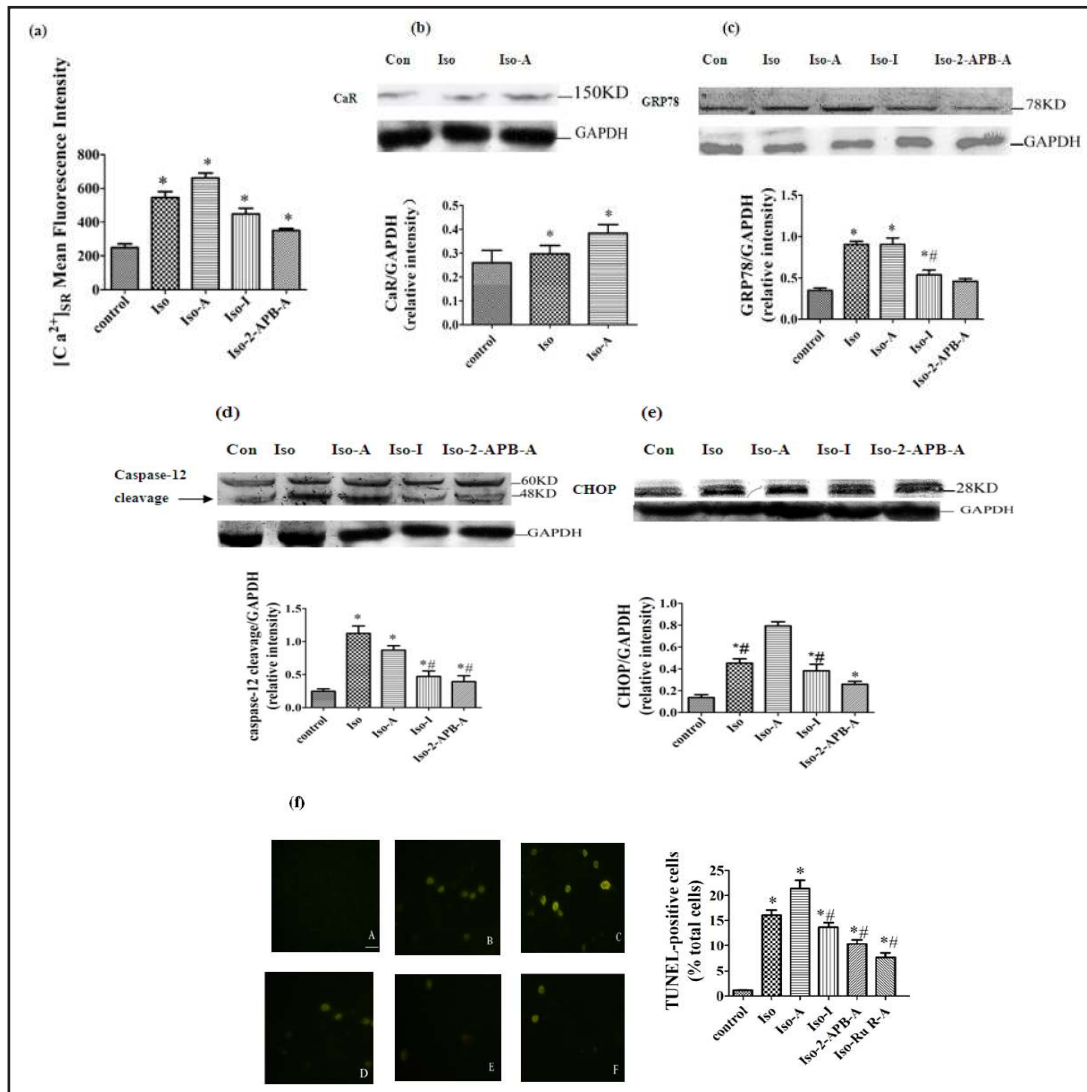 (a)
[C a2+]SR Mean Fluorescence Intensity
800
600
400
200
0
*
*
*
*
control
Iso
Iso-A
Iso-I
Iso-2-APB-A
(b)
Con Iso Iso-A
CaR
150KD
GAPDH
CaR/GAPDH
(relative intensity)
0.5
0.4
0.3
0.2
0.1
0.0
*
*
control
Iso
Iso-A
(c)
Con Iso Iso-A Iso-I Iso-2-APB-A
GRP78
78KD
GAPDH
GRP78/GAPDH
(relative intensity)
1.5
1.0
0.5
0.0
*
*
*#
control
Iso
Iso-A
Iso-I
Iso-2-APB-A
(d)
Con Iso Iso-A Iso-I Iso-2-APB-A
Caspase-12
cleavage
60KD
48KD
GAPDH
caspase-12 cleavage/GAPDH
(relative intensity)
1.5
1.0
0.5
0.0
*
*
*#
*#
control
Iso
Iso-A
Iso-I
Iso-2-APB-A
(e)
Con Iso Iso-A Iso-I Iso-2-APB-A
CHOP
28KD
GAPDH
CHOP/GAPDH
(relative intensity)
1.0
0.8
0.6
0.4
0.2
0.0
*#
*#
*
control
Iso
Iso-A
Iso-I
Iso-2-APB-A
(f)
A
B
C
D
E
F
TUNEL-positive cells
(% total cells)
25
20
15
10
5
0
*
*
*#
*#
*#
control
Iso
Iso-A
Iso-I
Iso-2-APB-A
Iso-Ru R-A